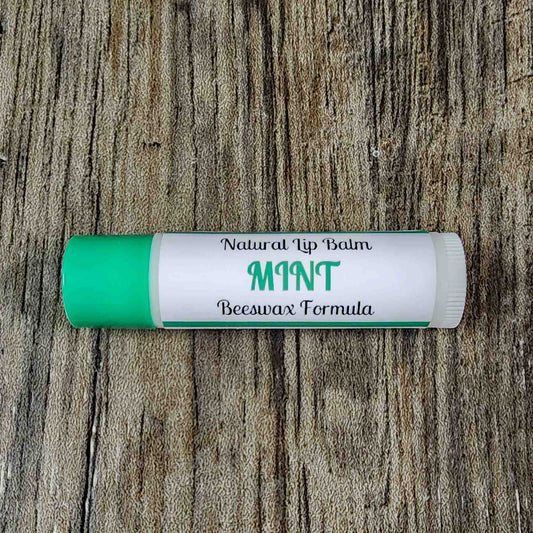 Natural Lip Balm
MINT
Beeswax Formula